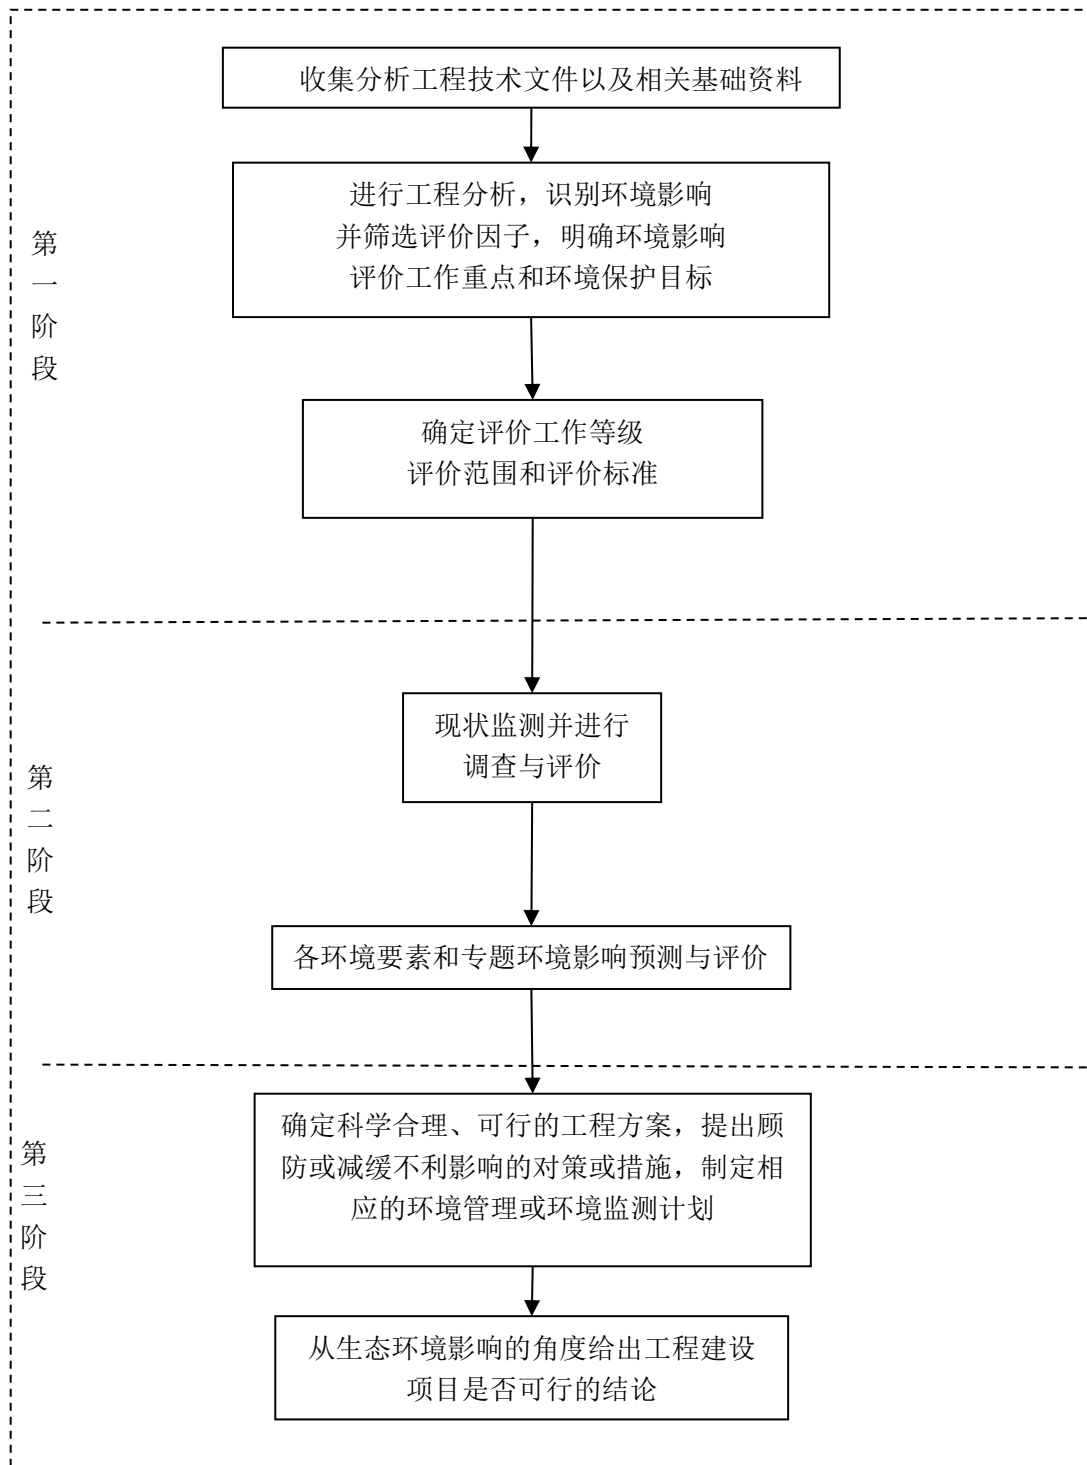 收集分析工程技术文件以及相关基础资料
进行工程分析，识别环境影响
并筛选评价因子，明确环境影响
评价工作重点和环境保护目标
第
一
阶
段
确定评价工作等级
评价范围和评价标准
现状监测并进行
调查与评价
第
二
阶
段
各环境要素和专题环境影响预测与评价
确定科学合理、可行的工程方案，提出顾
防或减缓不利影响的对策或措施，制定相
应的环境管理或环境监测计划
第
三
阶
段
从生态环境影响的角度给出工程建设
项目是否可行的结论